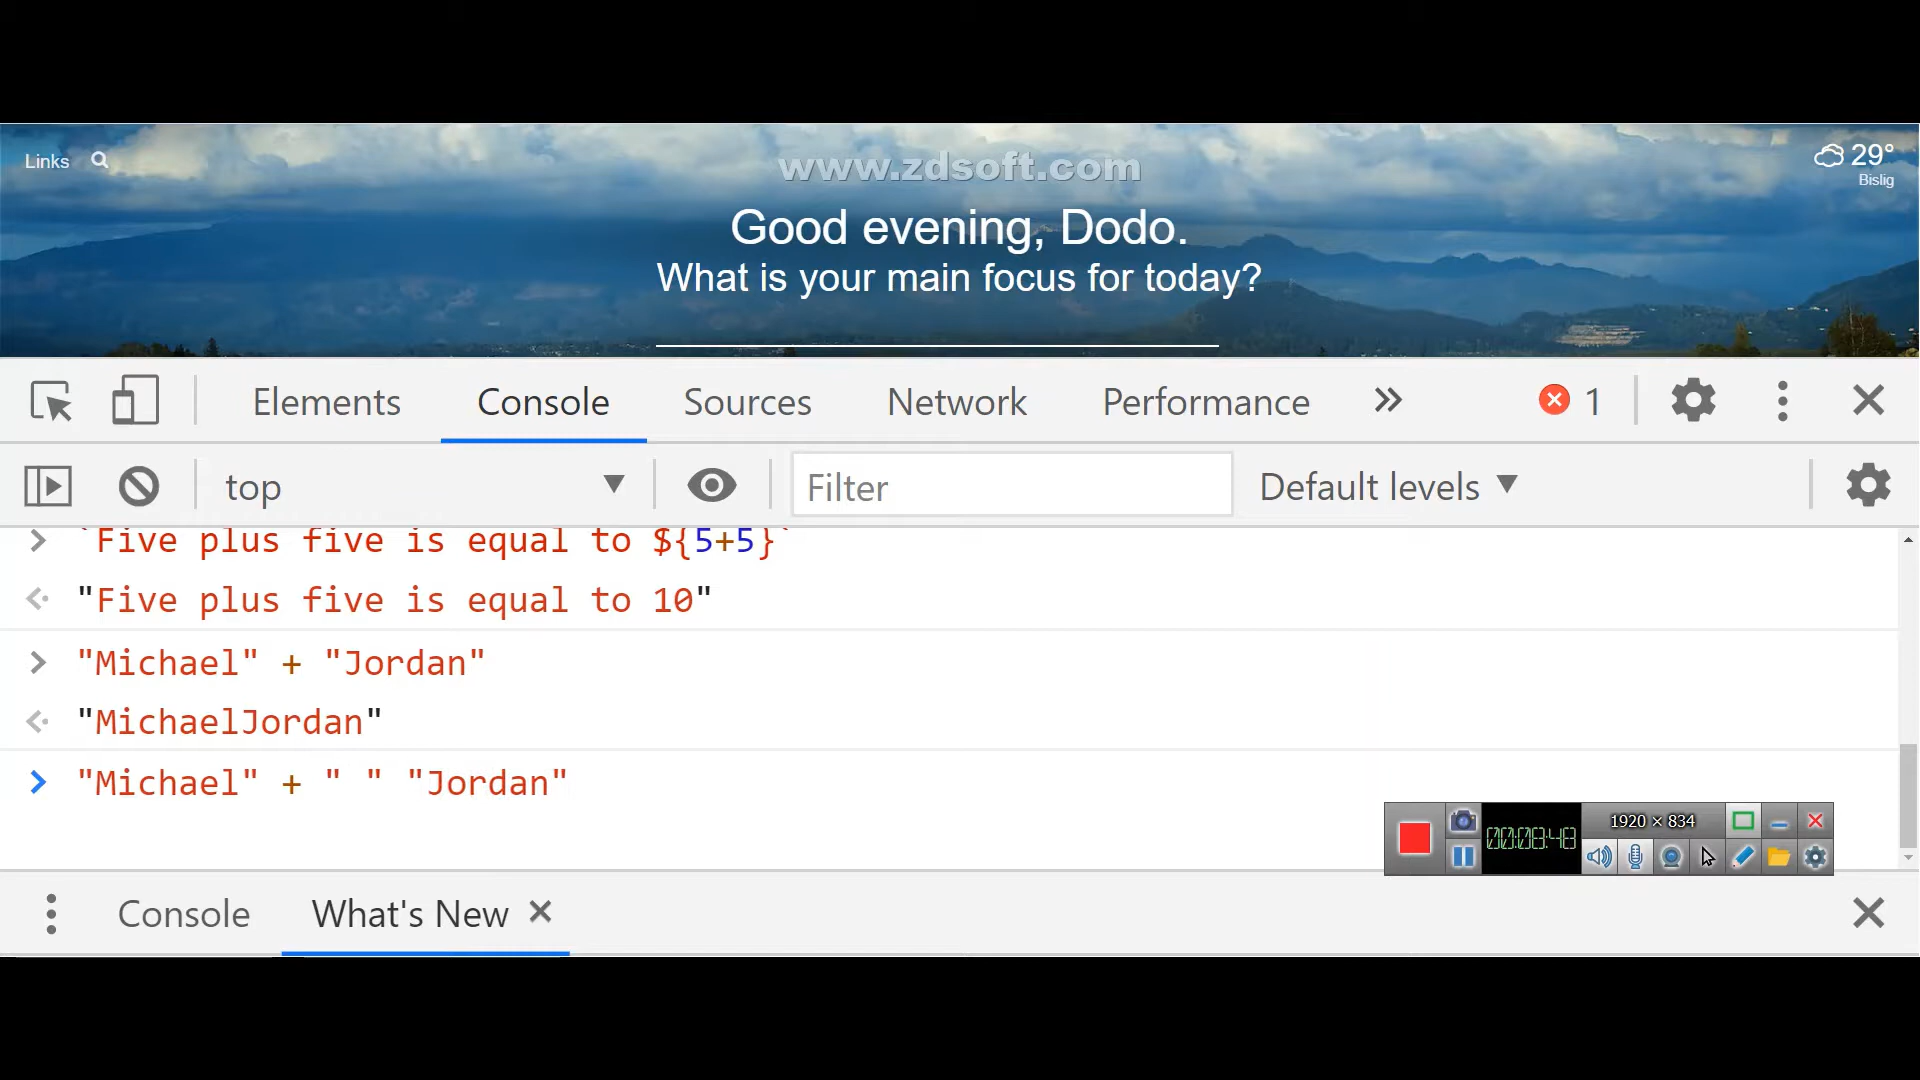 Links
www.zdsoft.com
29°
Bislig
Good evening, Dodo.
What is your main focus for today?
Elements Console Sources Network Performance » 1
top Filter Default levels
> `Five plus five is equal to ${5+5}`
"Five plus five is equal to 10"
> "Michael" + "Jordan"
"MichaelJordan"
> "Michael" + " " "Jordan"
1920 × 834
00:08:48
Console What's New